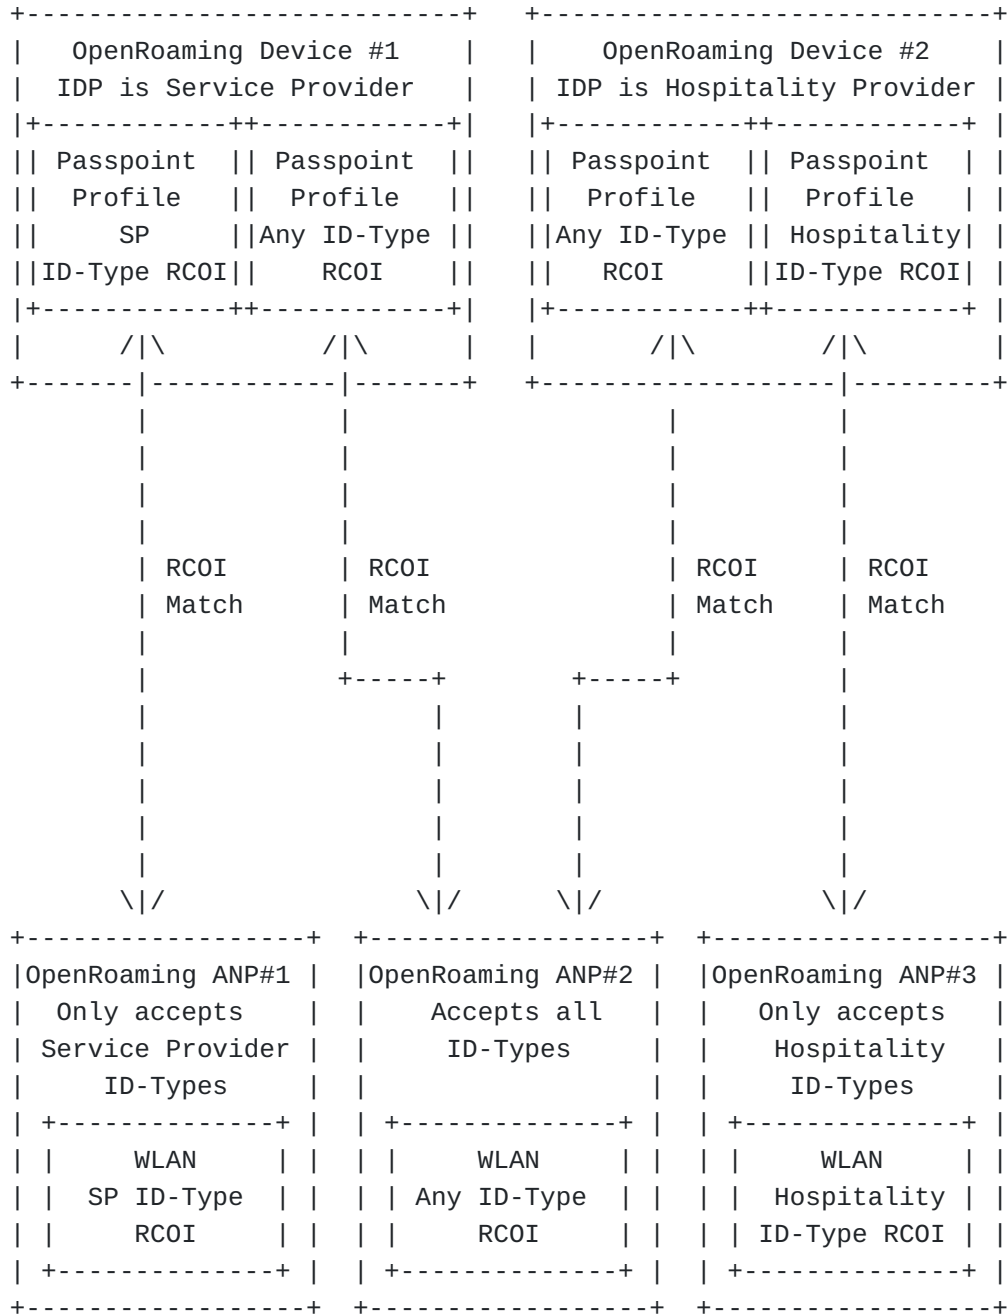 OpenRoaming Device #1
IDP is Service Provider
Passpoint Profile SP ID-Type RCOI
Passpoint Profile Any ID-Type RCOI
OpenRoaming Device #2
IDP is Hospitality Provider
Passpoint Profile Any ID-Type RCOI
Passpoint Profile Hospitality ID-Type RCOI
RCOI Match
RCOI Match
RCOI Match
RCOI Match
OpenRoaming ANP#1
Only accepts
Service Provider
ID-Types
WLAN
SP ID-Type
RCOI
OpenRoaming ANP#2
Accepts all
ID-Types
WLAN
Any ID-Type
RCOI
OpenRoaming ANP#3
Only accepts
Hospitality
ID-Types
WLAN
Hospitality
ID-Type RCOI